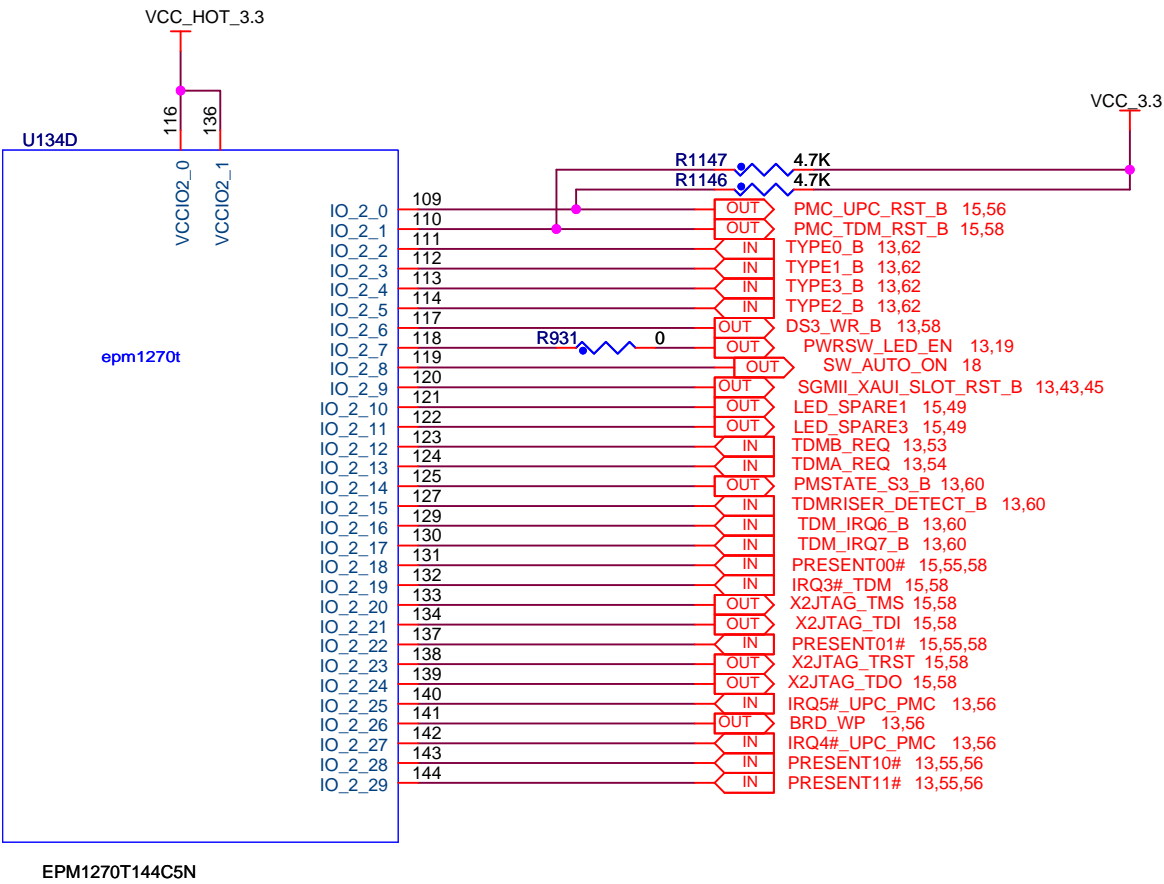 VCC_HOT_3.3
VCC_3.3
116
136
U134D
VCCIO2_0
VCCIO2_1
R1147 4.7K
R1146 4.7K
epm1270t
IO_2_0 109 OUT PMC_UPC_RST_B 15,56
IO_2_1 110 OUT PMC_TDM_RST_B 15,58
IO_2_2 111 IN TYPE0_B 13,62
IO_2_3 112 IN TYPE1_B 13,62
IO_2_4 113 IN TYPE3_B 13,62
IO_2_5 114 IN TYPE2_B 13,62
IO_2_6 117 OUT DS3_WR_B 13,58
IO_2_7 118 R931 0 OUT PWRSW_LED_EN 13,19
IO_2_8 119 OUT SW_AUTO_ON 18
IO_2_9 120 OUT SGMII_XAUI_SLOT_RST_B 13,43,45
IO_2_10 121 OUT LED_SPARE1 15,49
IO_2_11 122 OUT LED_SPARE3 15,49
IO_2_12 123 IN TDMB_REQ 13,53
IO_2_13 124 IN TDMA_REQ 13,54
IO_2_14 125 OUT PMSTATE_S3_B 13,60
IO_2_15 127 IN TDMRISER_DETECT_B 13,60
IO_2_16 129 IN TDM_IRQ6_B 13,60
IO_2_17 130 IN TDM_IRQ7_B 13,60
IO_2_18 131 IN PRESENT00# 15,55,58
IO_2_19 132 IN IRQ3#_TDM 15,58
IO_2_20 133 OUT X2JTAG_TMS 15,58
IO_2_21 134 OUT X2JTAG_TDI 15,58
IO_2_22 137 IN PRESENT01# 15,55,58
IO_2_23 138 OUT X2JTAG_TRST 15,58
IO_2_24 139 OUT X2JTAG_TDO 15,58
IO_2_25 140 IN IRQ5#_UPC_PMC 13,56
IO_2_26 141 OUT BRD_WP 13,56
IO_2_27 142 IN IRQ4#_UPC_PMC 13,56
IO_2_28 143 IN PRESENT10# 13,55,56
IO_2_29 144 IN PRESENT11# 13,55,56
EPM1270T144C5N